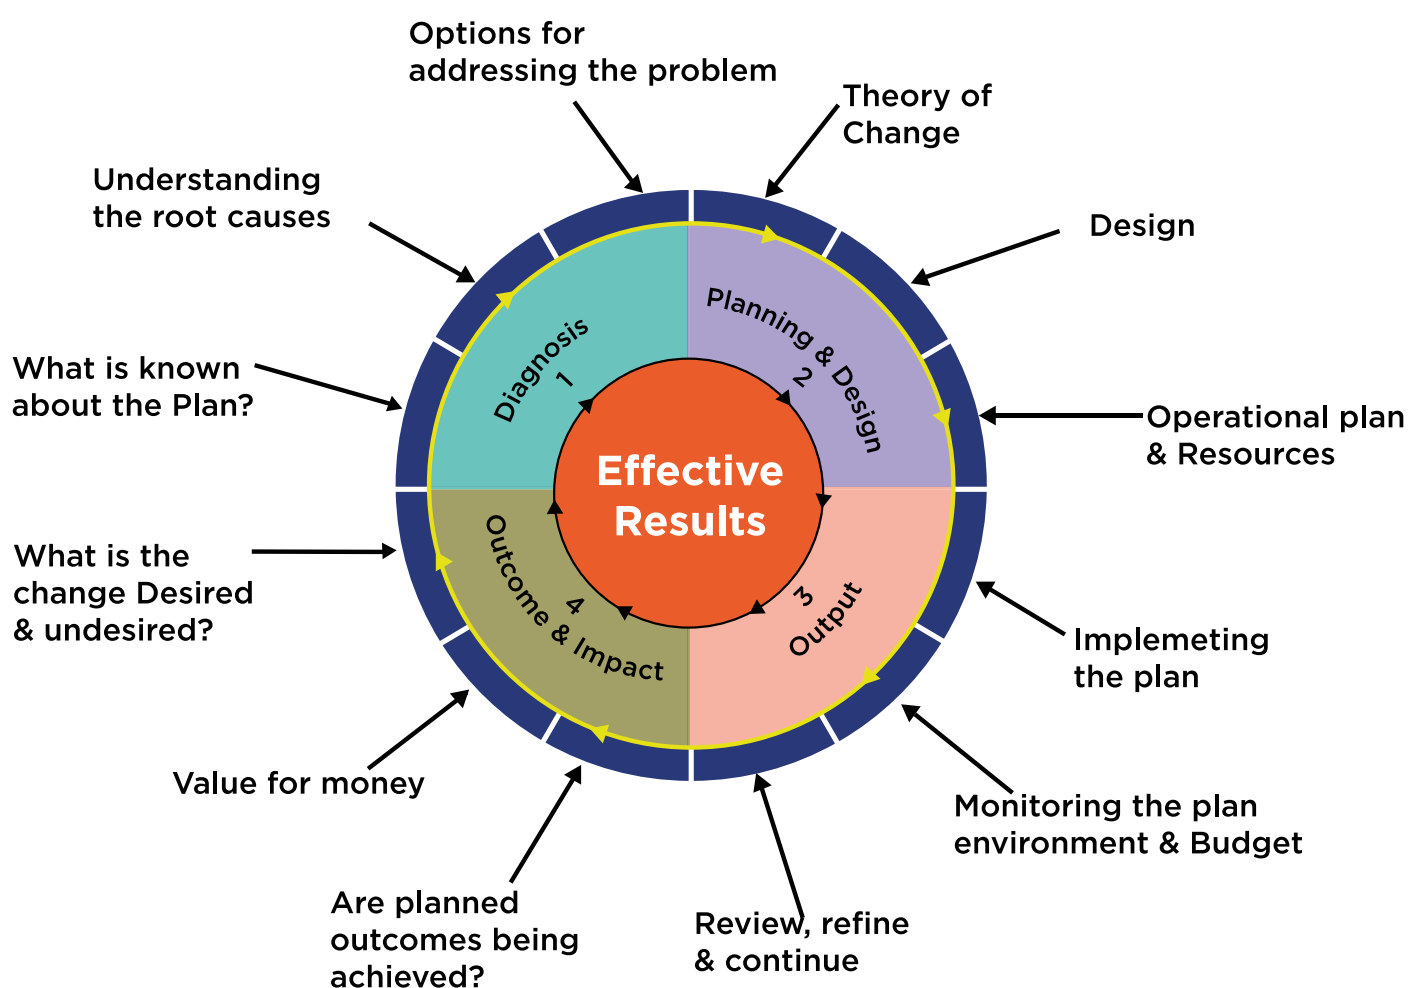 Options for
addressing the problem
Theory of
Change
Understanding
the root causes
Design
What is known
about the Plan?
Operational plan
& Resources
What is the
change Desired
& undesired?
Implemeting
the plan
Value for money
Monitoring the plan
environment & Budget
Are planned
outcomes being
achieved?
Review, refine
& continue
Diagnosis
1
Planning & Design
2
Output
3
Outcome & Impact
4
Effective
Results